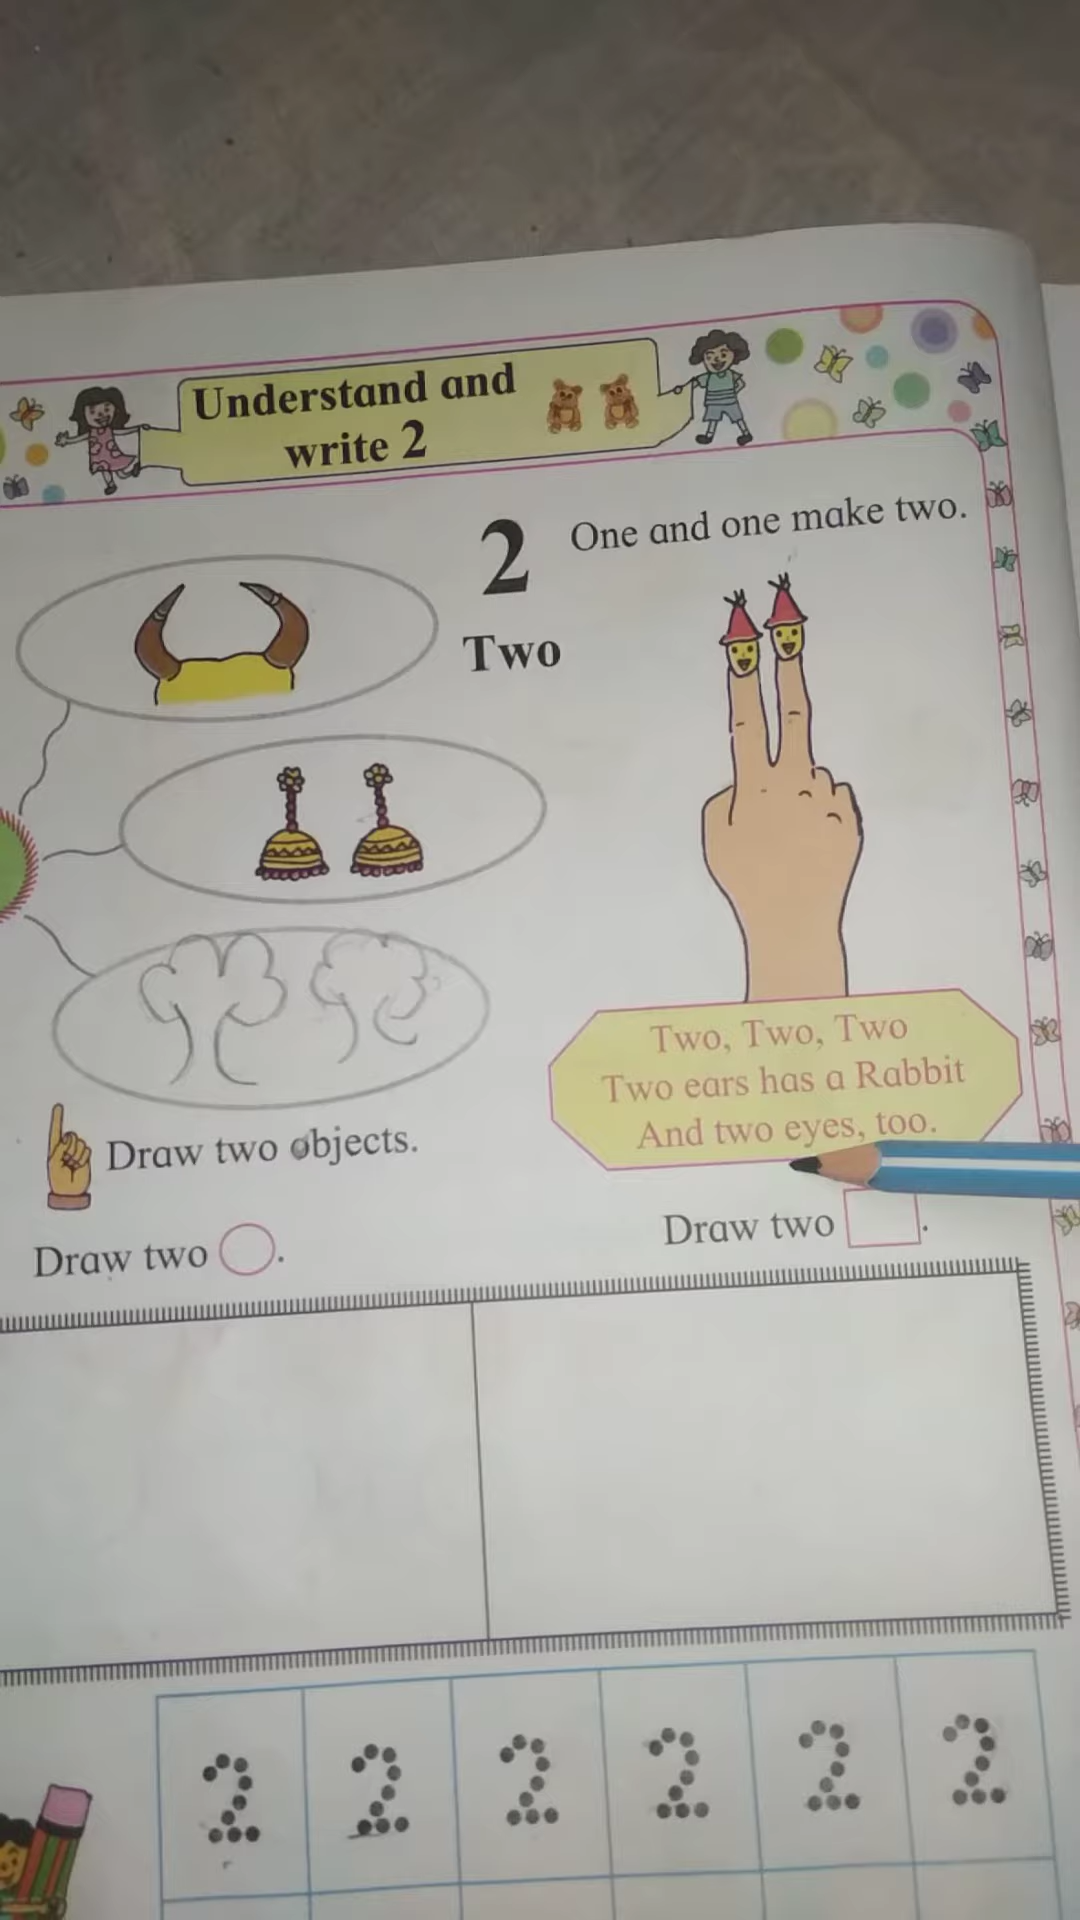 Understand and
write 2
2
One and one make two.
Two
Two, Two, Two
Two ears has a Rabbit
And two eyes, too.
Draw two objects.
Draw two
.
Draw two
.
2 2 2 2 2 2